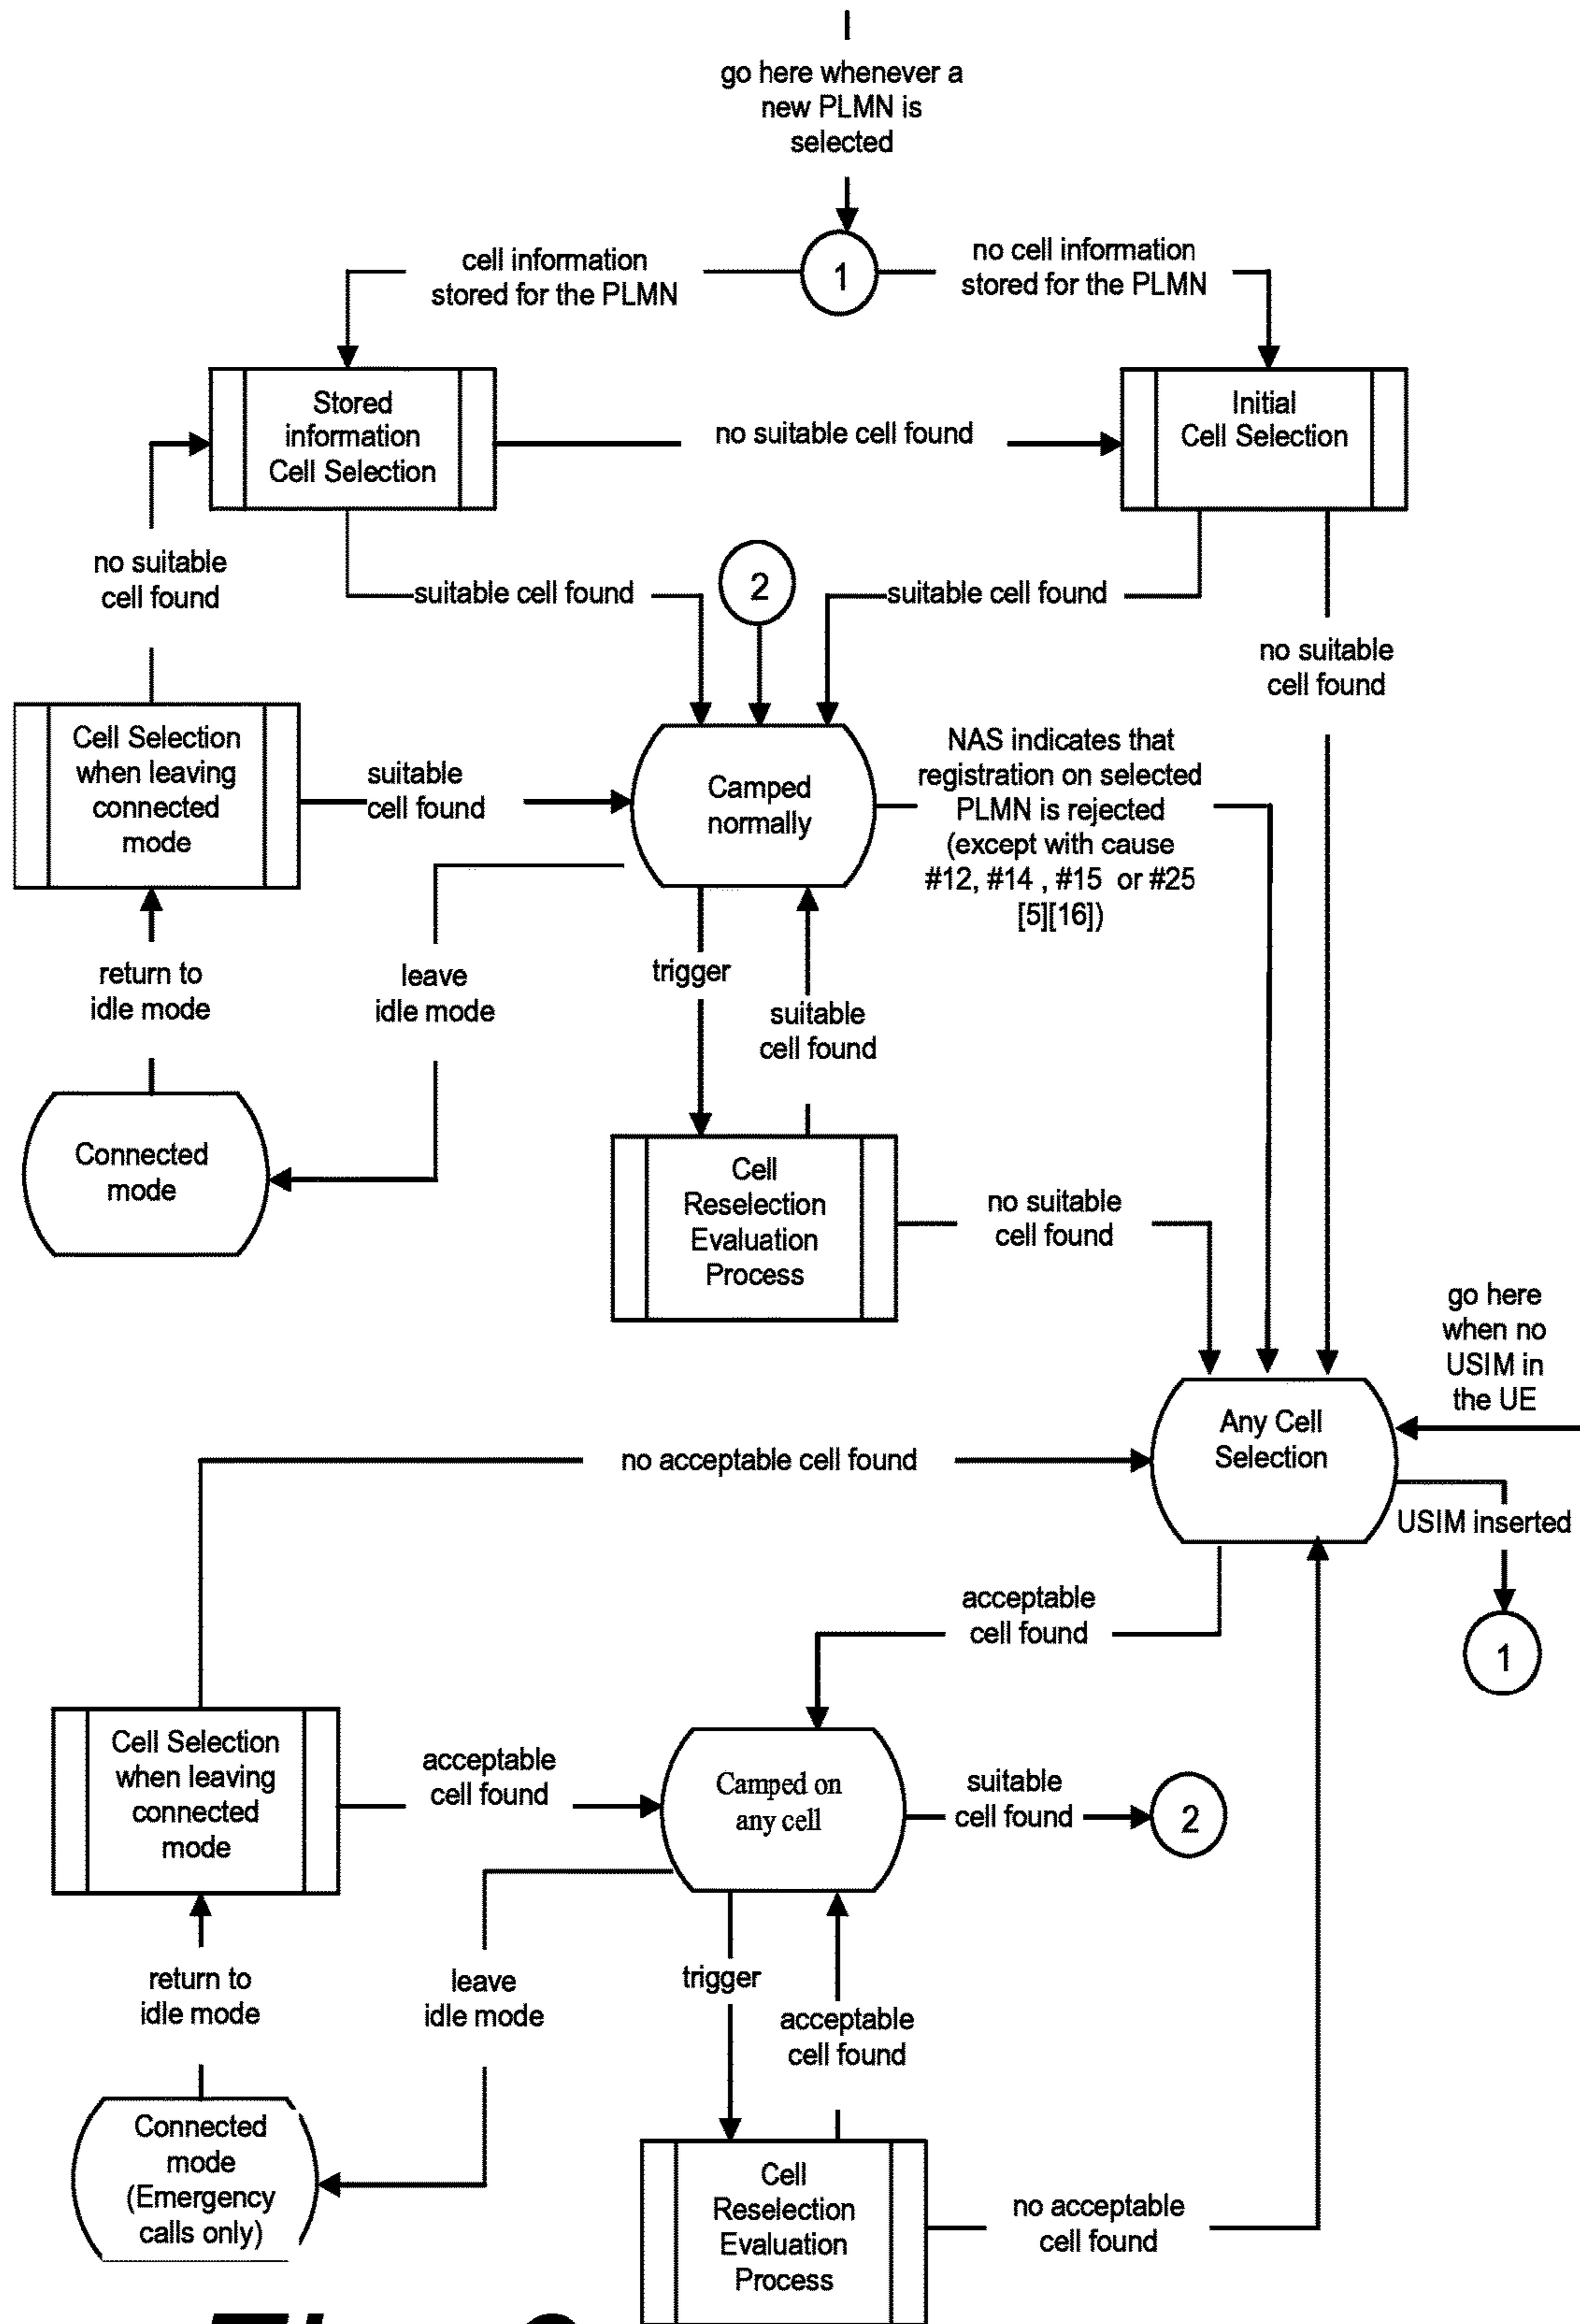 go here whenever a
new PLMN is
selected
1
cell information
stored for the PLMN
no cell information
stored for the PLMN
Stored
information
Cell Selection
no suitable cell found
Initial
Cell Selection
no suitable
cell found
suitable cell found
2
suitable cell found
no suitable
cell found
Cell Selection
when leaving
connected
mode
suitable
cell found
Camped
normally
NAS indicates that
registration on selected
PLMN is rejected
(except with cause
#12, #14 , #15 or #25
[5][16])
return to
idle mode
leave
idle mode
trigger
suitable
cell found
Connected
mode
Cell
Reselection
Evaluation
Process
no suitable
cell found
go here
when no
USIM in
the UE
Any Cell
Selection
no acceptable cell found
USIM inserted
1
acceptable
cell found
Cell Selection
when leaving
connected
mode
acceptable
cell found
Camped on
any cell
suitable
cell found
2
return to
idle mode
leave
idle mode
trigger
acceptable
cell found
Connected
mode
(Emergency
calls only)
Cell
Reselection
Evaluation
Process
no acceptable
cell found